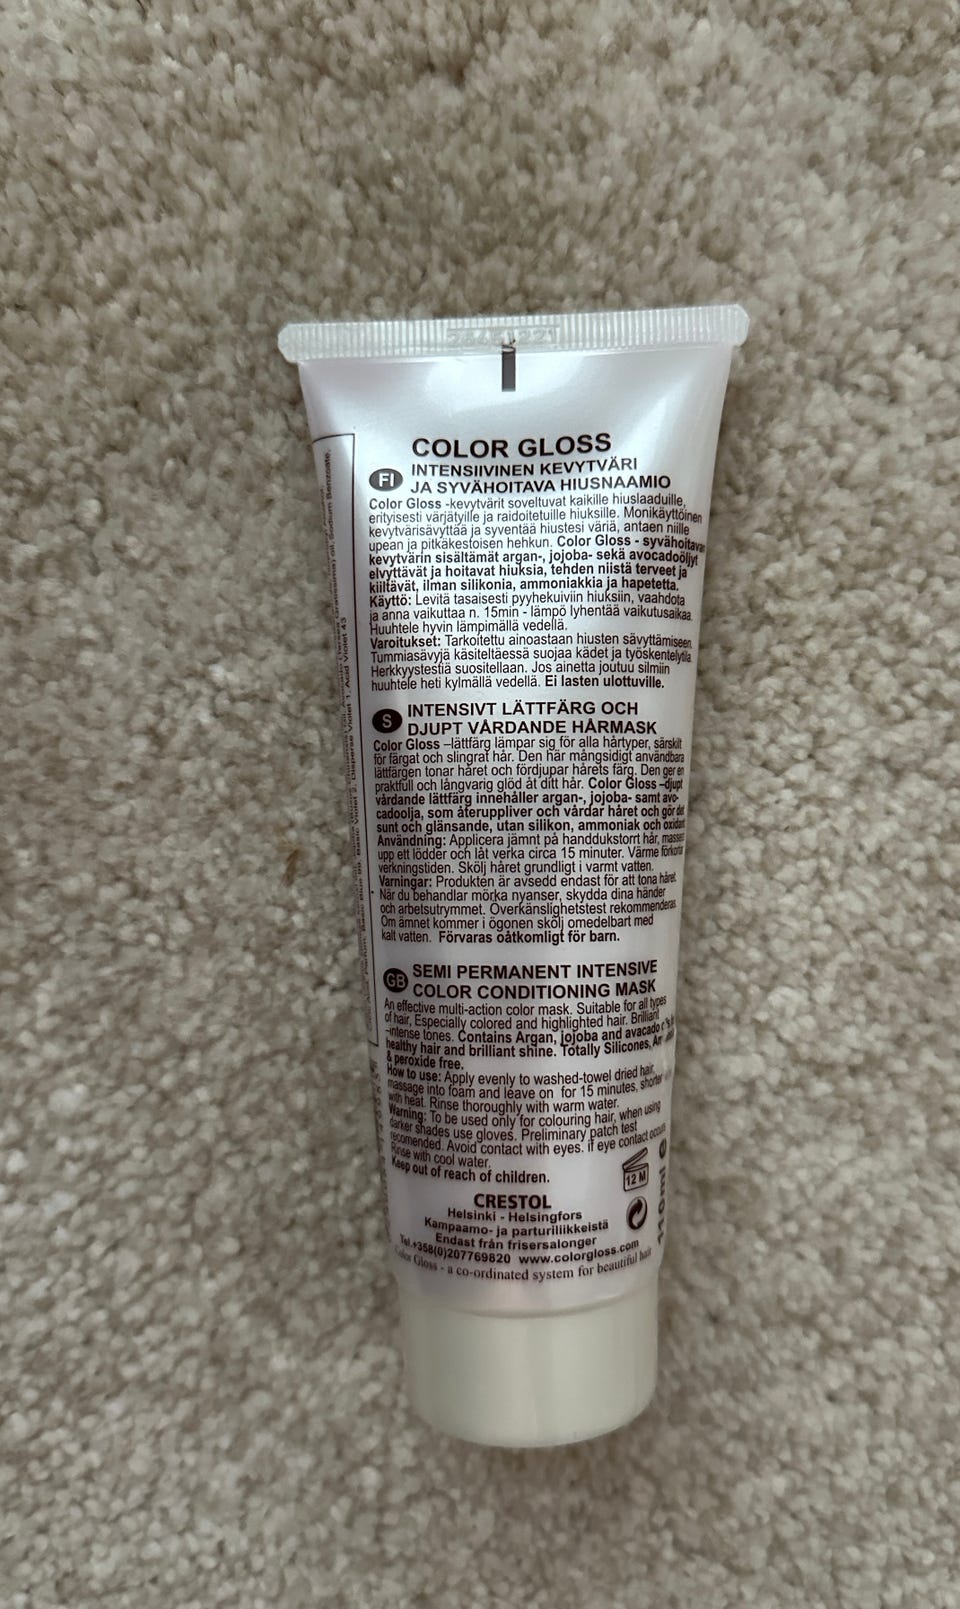 COLOR GLOSS
FI
INTENSIIVINEN KEVYTVÄRI
JA SYVÄHOITAVA HIUSNAAMIO
Color Gloss -kevytvärit soveltuvat kaikille hiuslaaduille,
erityisesti värjätyille ja raidoitetuille hiuksille. Monikäyttöinen
kevytvärisävyttää ja syventää hiustesi väriä, antaen niille
upean ja pitkäkestoisen hehkun. Color Gloss - syvähoitavan
kevytvärin sisältämät argan-, jojoba- sekä avocadoöljyt
elvyttävät ja hoitavat hiuksia, tehden niistä terveet ja
kiiltävät, ilman silikonia, ammoniakkia ja hapetetta.
Käyttö: Levitä tasaisesti pyyhekuiviin hiuksiin, vaahdota
ja anna vaikuttaa n. 15min - lämpö lyhentää vaikutusaikaa.
Huuhtele hyvin lämpimällä vedellä.
Varoitukset: Tarkoitettu ainoastaan hiusten sävyttämiseen.
Tummiasävyjä käsiteltäessä suojaa kädet ja työskentelytila.
Herkkyystestiä suositellaan. Jos ainetta joutuu silmiin
huuhtele heti kylmällä vedellä. Ei lasten ulottuville.
S
INTENSIVT LÄTTFÄRG OCH
DJUPT VÅRDANDE HÅRMASK
Color Gloss –lättfärg lämpar sig för alla hårtyper, särskilt
för färgat och slingrat hår. Den här mångsidigt användbara
lättfärgen tonar håret och fördjupar hårets färg. Den ger en
praktfull och långvarig glöd åt ditt hår. Color Gloss –djupt
vårdande lättfärg innehåller argan-, jojoba- samt avo-
cadoolja, som återuppliver och vårdar håret och gör det
sunt och glänsande, utan silikon, ammoniak och oxidant
Användning: Applicera jämnt på handdukstorrt hår, massera
upp ett lödder och låt verka circa 15 minuter. Värme förkortar
verkningstiden. Skölj håret grundligt i varmt vatten.
Varningar: Produkten är avsedd endast för att tona håret.
När du behandlar mörka nyanser, skydda dina händer
och arbetsutrymmet. Överkänslighetstest rekommenderas.
Om ämnet kommer i ögonen skölj omedelbart med
kalt vatten. Förvaras oåtkomligt för barn.
GB
SEMI PERMANENT INTENSIVE
COLOR CONDITIONING MASK
An effective multi-action color mask. Suitable for all types
of hair, Especially colored and highlighted hair. Brilliant
–intense tones. Contains Argan, jojoba and avocado
healthy hair and brilliant shine. Totally Silicones,
& peroxide free.
How to use: Apply evenly to washed-towel dried hair,
massage into foam and leave on for 15 minutes, shorter
with heat. Rinse thoroughly with warm water.
Warning: To be used only for colouring hair, when using
darker shades use gloves. Preliminary patch test
recomended. Avoid contact with eyes. if eye contact occurs
Rinse with cool water.
Keep out of reach of children.
12 M
110 ml e
CRESTOL
Helsinki - Helsingfors
Kampaamo- ja parturiliikkeistä
Endast från frisersalonger
Tel.+358(0)207769820 www.colorgloss.com
Color Gloss - a co-ordinated system for beautiful hair